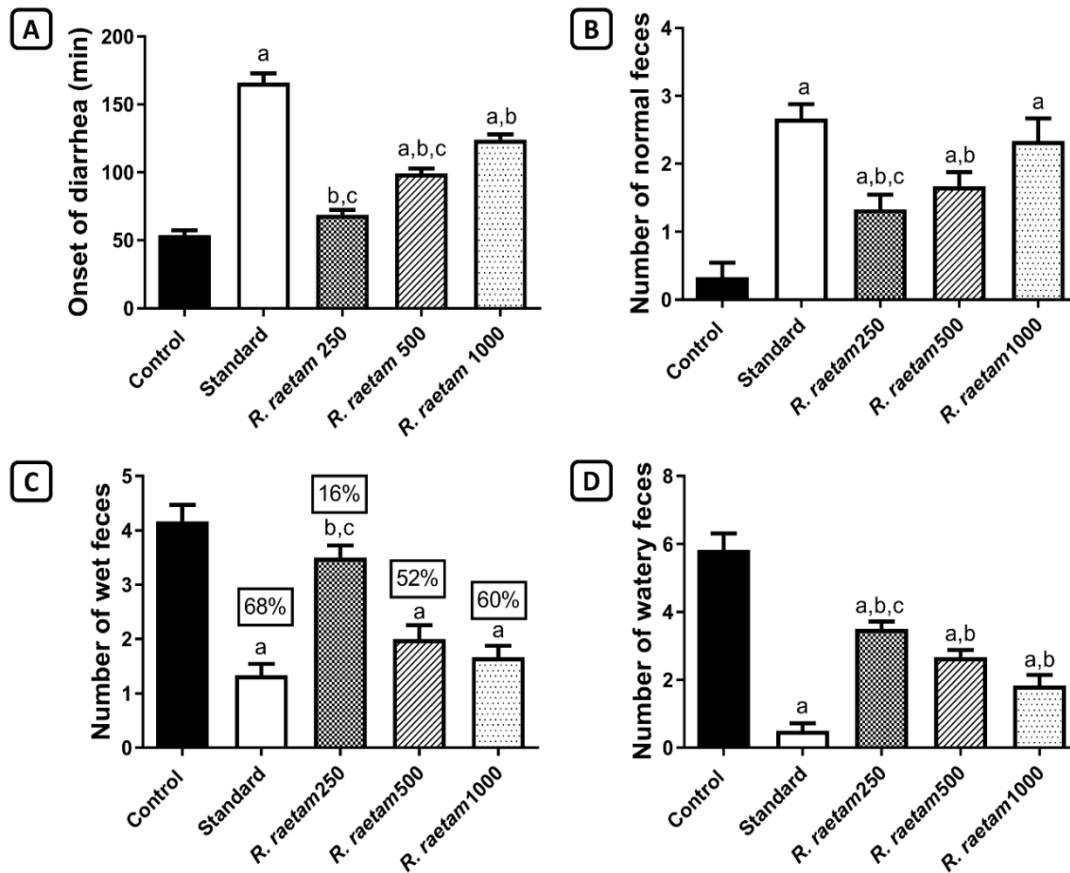 A
Onset of diarrhea (min)
200
150
100
50
0
a
b,c
a,b,c
a,b
Control
Standard
R. raetam 250
R. raetam 500
R. raetam 1000
B
Number of normal feces
4
3
2
1
0
a
a,b,c
a,b
a
Control
Standard
R. raetam250
R. raetam500
R. raetam1000
C
Number of wet feces
5
4
3
2
1
0
68%
a
16%
b,c
52%
a
60%
a
Control
Standard
R. raetam250
R. raetam500
R. raetam1000
D
Number of watery feces
8
6
4
2
0
a
a,b,c
a,b
a,b
Control
Standard
R. raetam250
R. raetam500
R. raetam1000